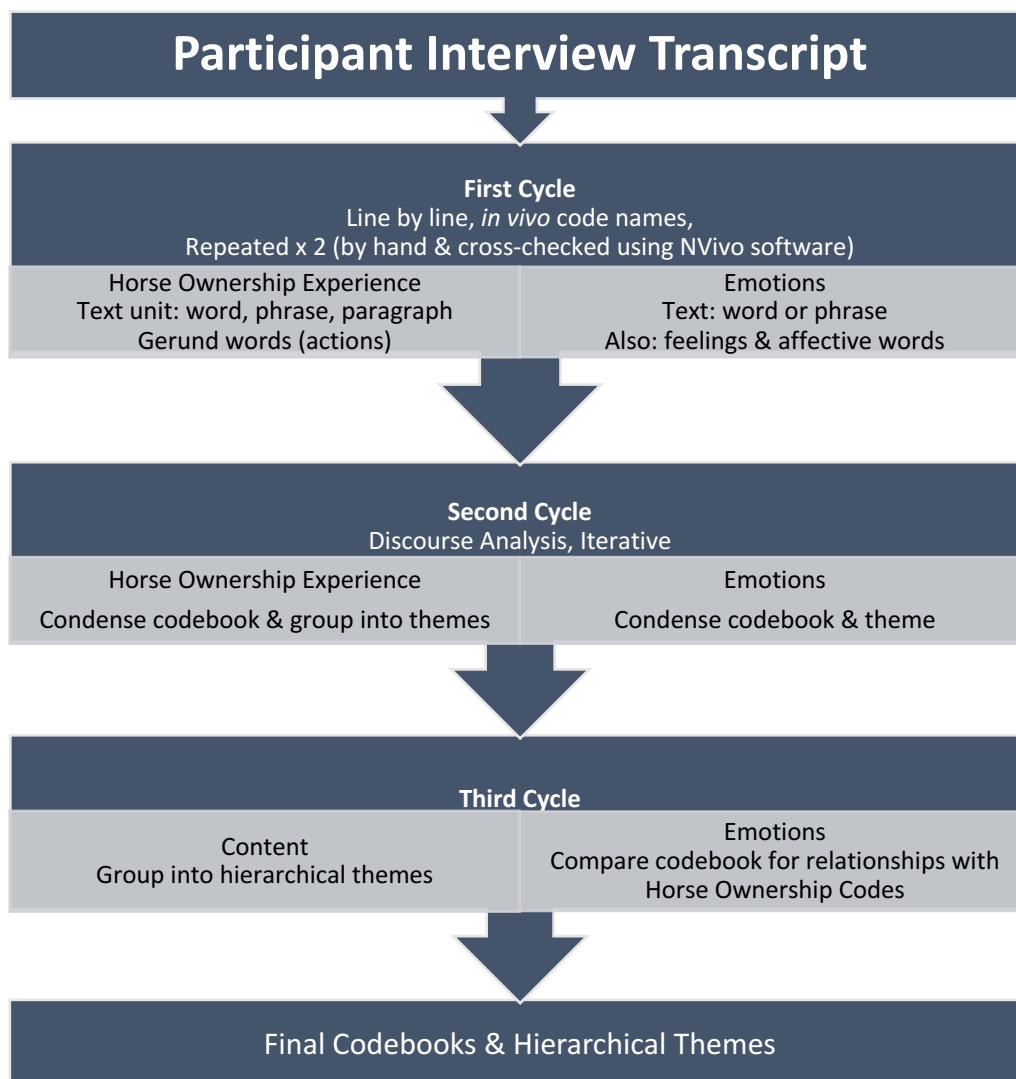 Participant Interview Transcript
First Cycle
Line by line, in vivo code names,
Repeated x 2 (by hand & cross-checked using NVivo software)
Horse Ownership Experience
Text unit: word, phrase, paragraph
Gerund words (actions)
Emotions
Text: word or phrase
Also: feelings & affective words
Second Cycle
Discourse Analysis, Iterative
Horse Ownership Experience
Condense codebook & group into themes
Emotions
Condense codebook & theme
Third Cycle
Content
Group into hierarchical themes
Emotions
Compare codebook for relationships with
Horse Ownership Codes
Final Codebooks & Hierarchical Themes